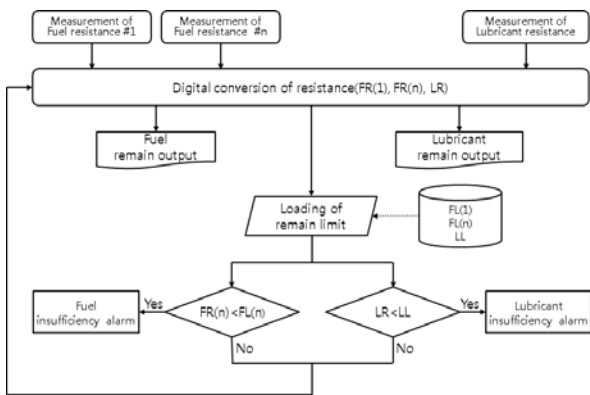 Measurement of
Fuel resistance #1
Measurement of
Fuel resistance #n
Measurement of
Lubricant resistance
Digital conversion of resistance(FR(1), FR(n), LR)
Fuel
remain output
Lubricant
remain output
Loading of
remain limit
FL(1)
FL(n)
LL
Fuel
insufficiency alarm
Yes
FR(n)<FL(n)
LR<LL
Yes
Lubricant
insufficiency alarm
No
No